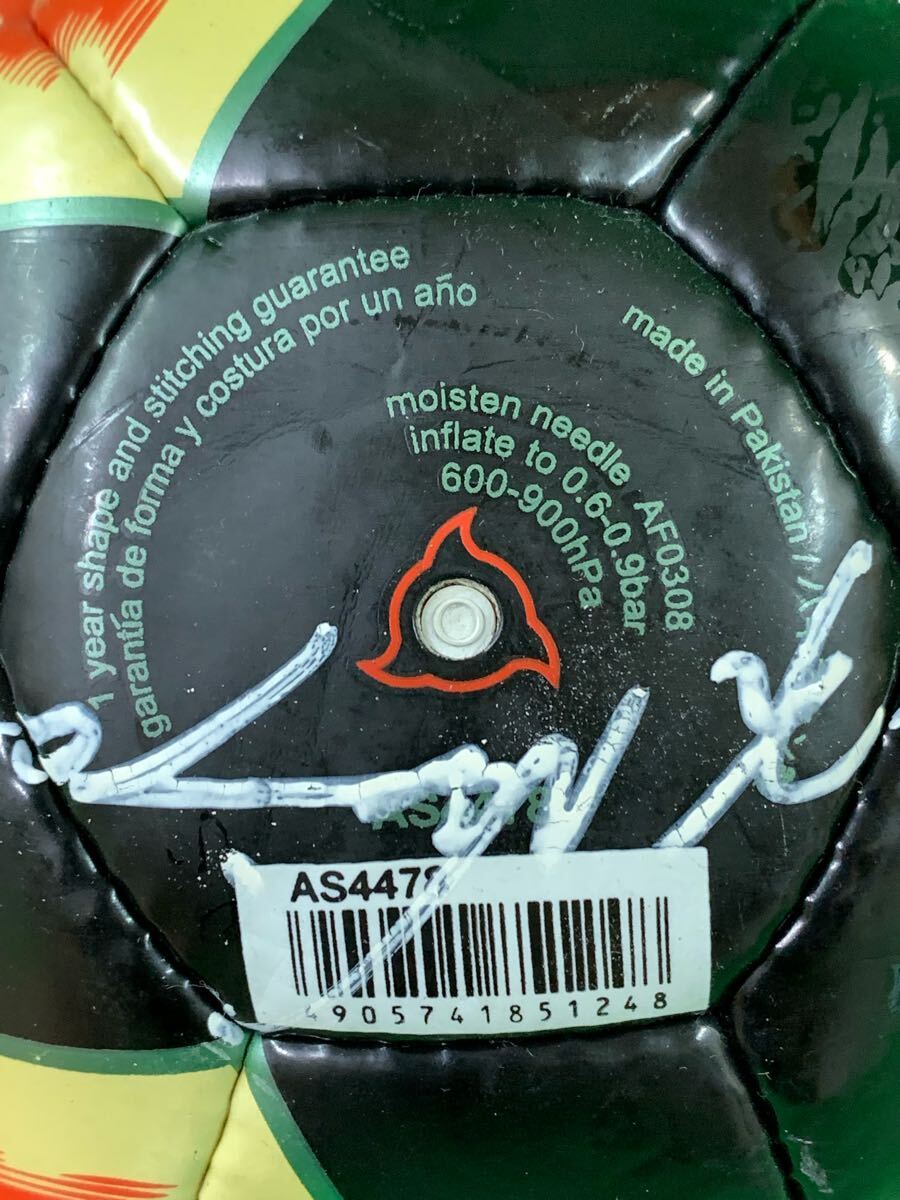 1 year shape and stitching guarantee
garantía de forma y costura por un año
moisten needle
inflate to 0.6-0.9bar
600-900hPa
AF0308
made in Pakistan /
AS4478
4905741851248